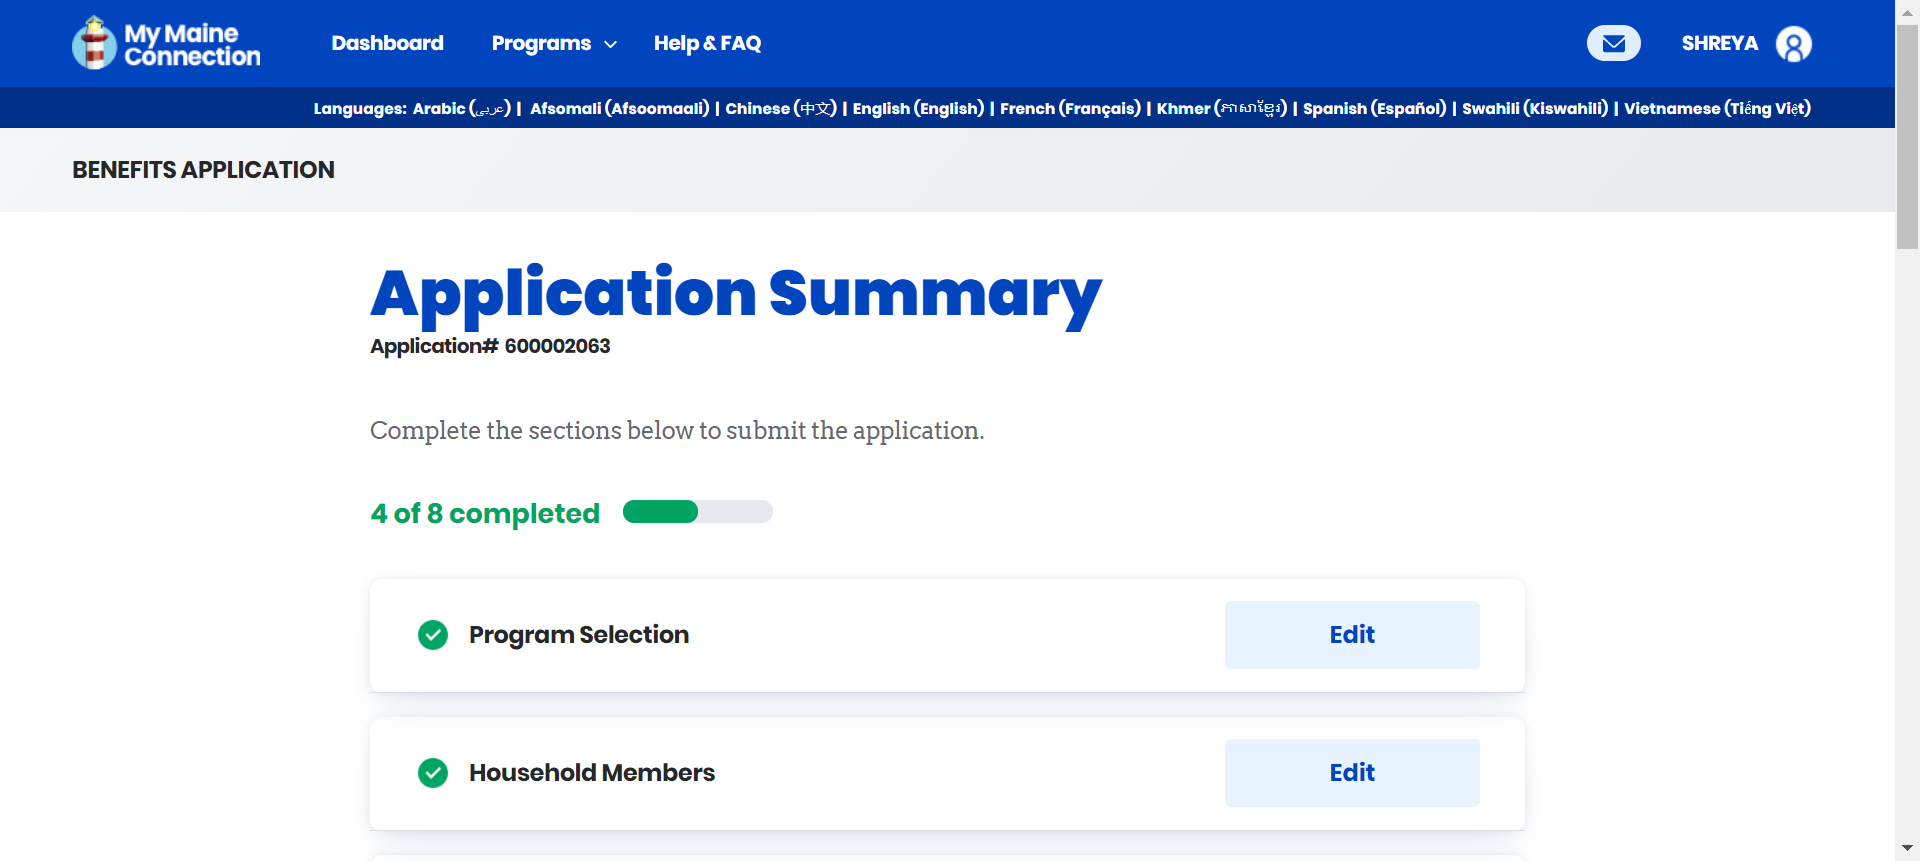 My Maine
Connection
Dashboard Programs Help & FAQ SHREYA
Languages: Arabic (عربي) | Afsomali (Afsoomaali) | Chinese (中文) | English (English) | French (Français) | Khmer (ភាសាខ្មែរ) | Spanish (Español) | Swahili (Kiswahili) | Vietnamese (Tiếng Việt)
BENEFITS APPLICATION
Application Summary
Application# 600002063
Complete the sections below to submit the application.
4 of 8 completed
Program Selection Edit
Household Members Edit